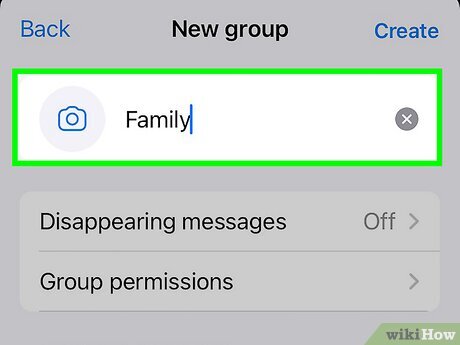 Back New group Create
Family
Disappearing messages Off
Group permissions
wikiHow